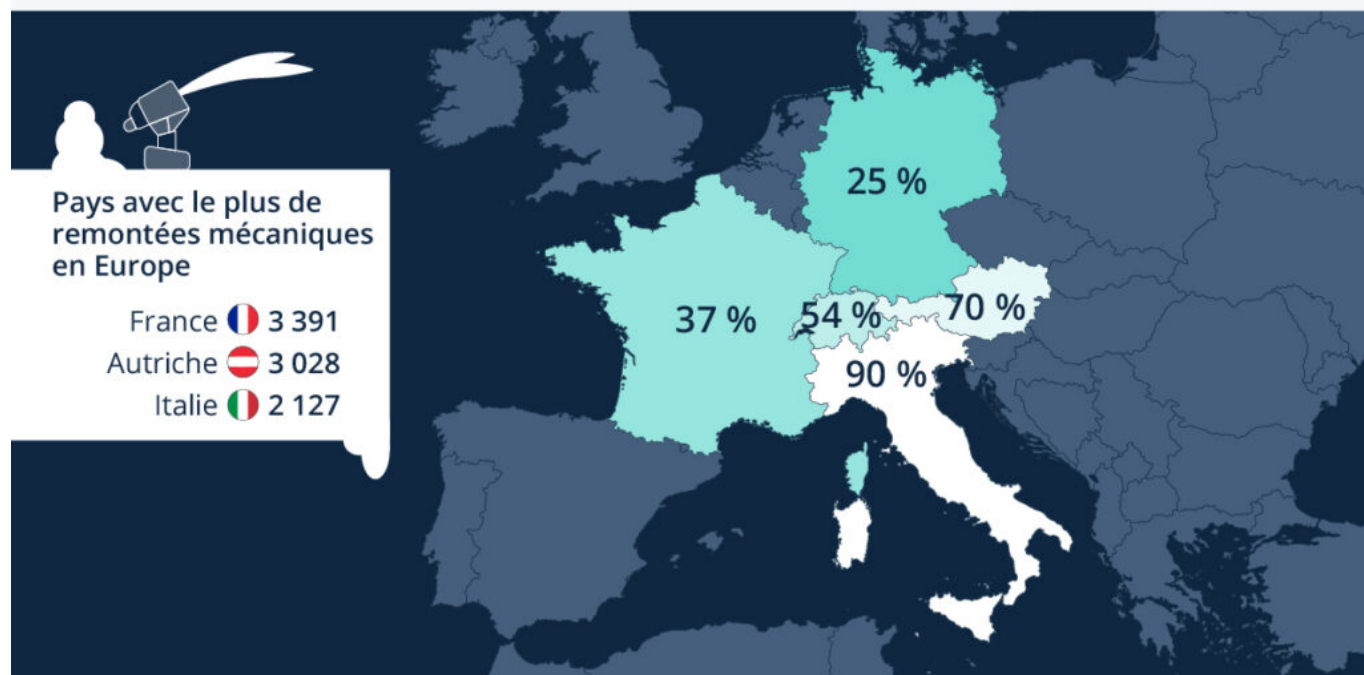 Pays avec le plus de
remontées mécaniques
en Europe
France 3 391
Autriche 3 028
Italie 2 127
25 %
37 %
54 %
70 %
90 %